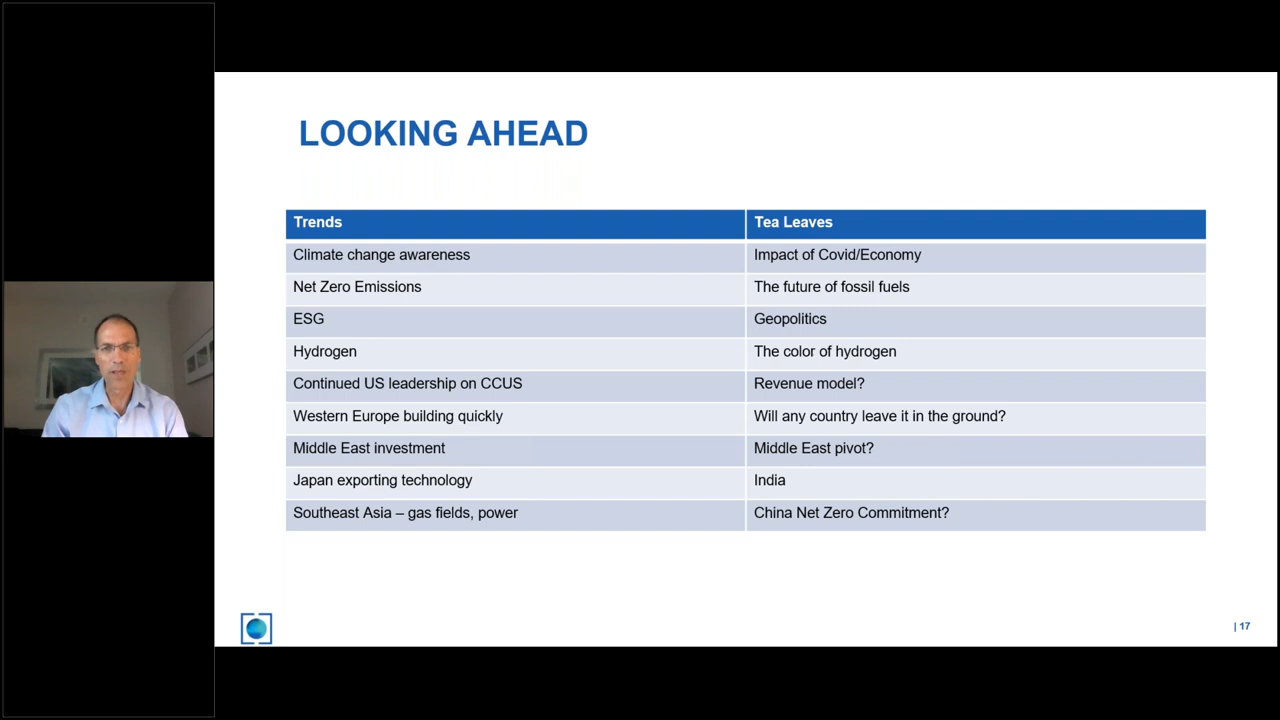 LOOKING AHEAD
Trends
Tea Leaves
Climate change awareness
Impact of Covid/Economy
Net Zero Emissions
The future of fossil fuels
ESG
Geopolitics
Hydrogen
The color of hydrogen
Continued US leadership on CCUS
Revenue model?
Western Europe building quickly
Will any country leave it in the ground?
Middle East investment
Middle East pivot?
Japan exporting technology
India
Southeast Asia – gas fields, power
China Net Zero Commitment?
| 17